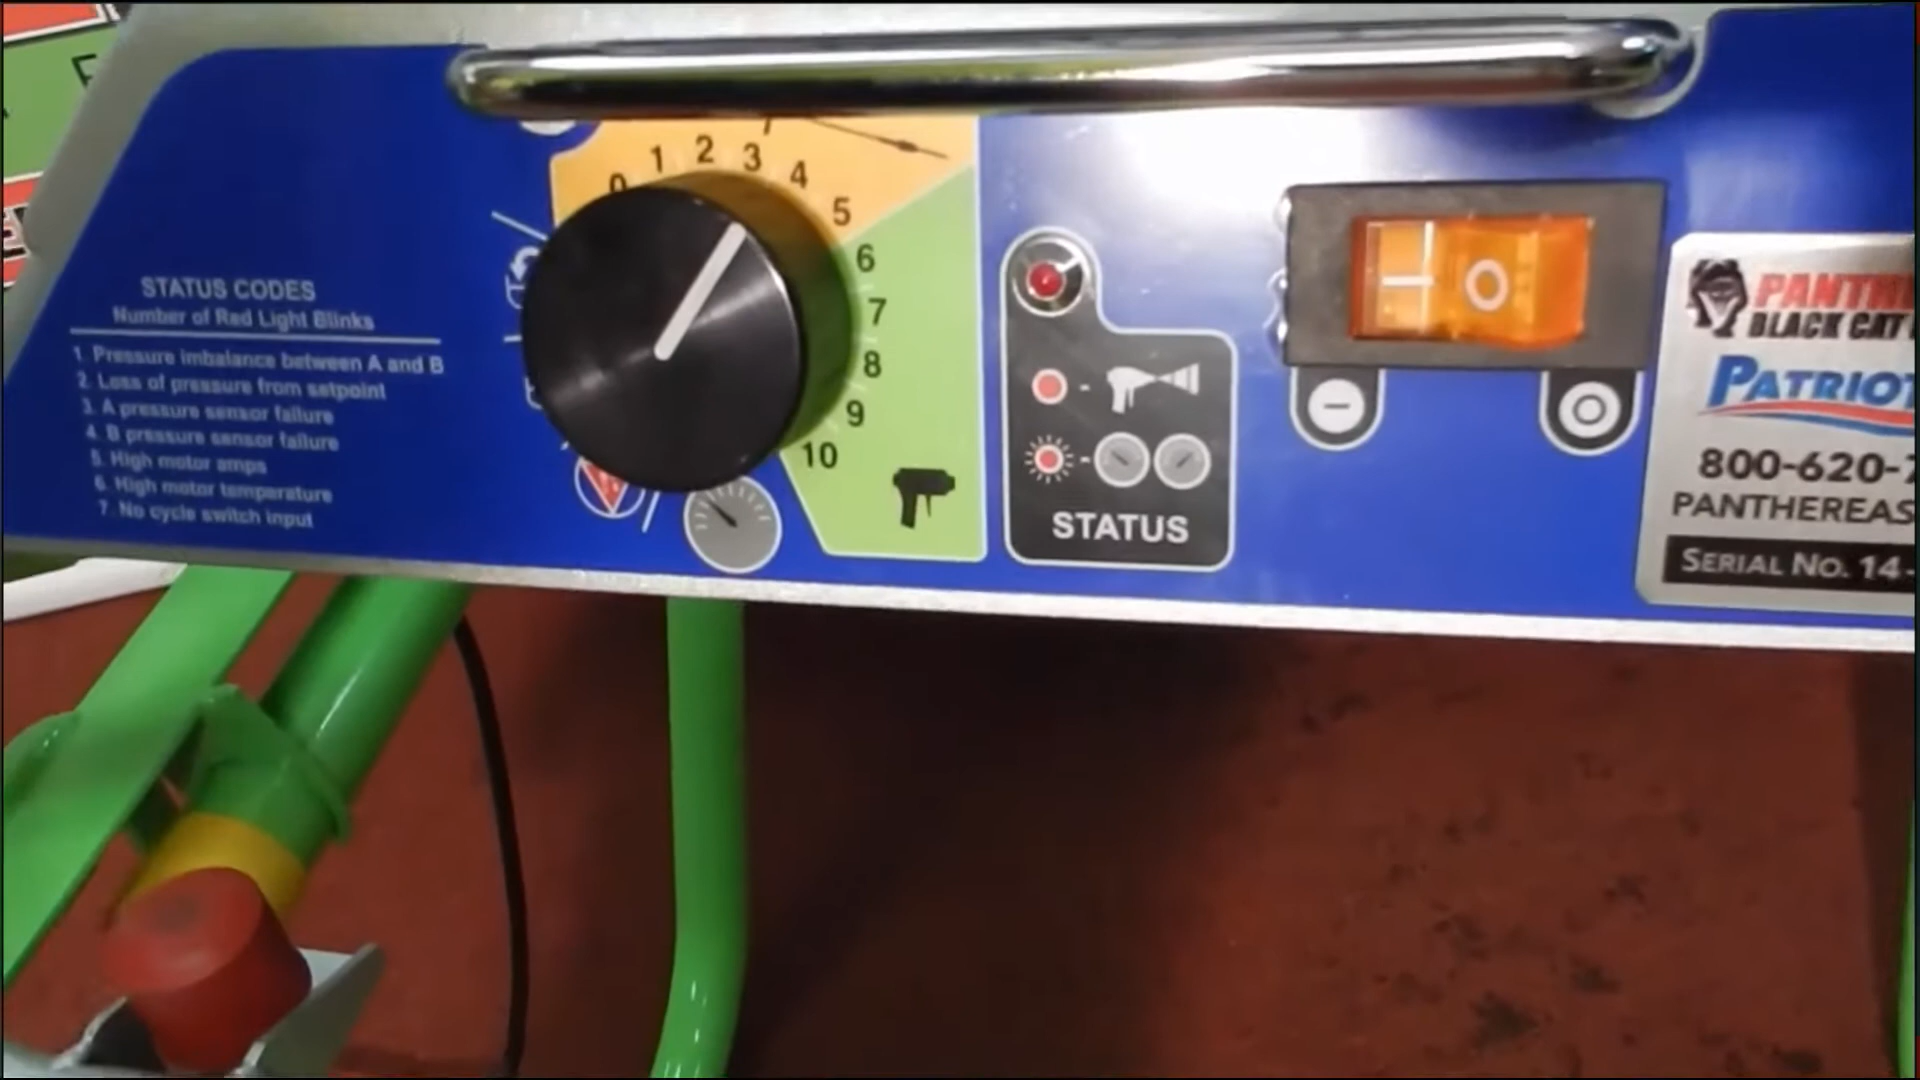 0
1
2
3
4
5
6
7
8
9
10
STATUS CODES
Number of Red Light Blinks
1. Pressure imbalance between A and B
2. Loss of pressure from setpoint
3. A pressure sensor failure
4. B pressure sensor failure
5. High motor amps
6. High motor temperature
7. No cycle switch input
STATUS
BLACK CAT
PATRIOT
800-620-
PANTHEREAS
SERIAL NO. 14-